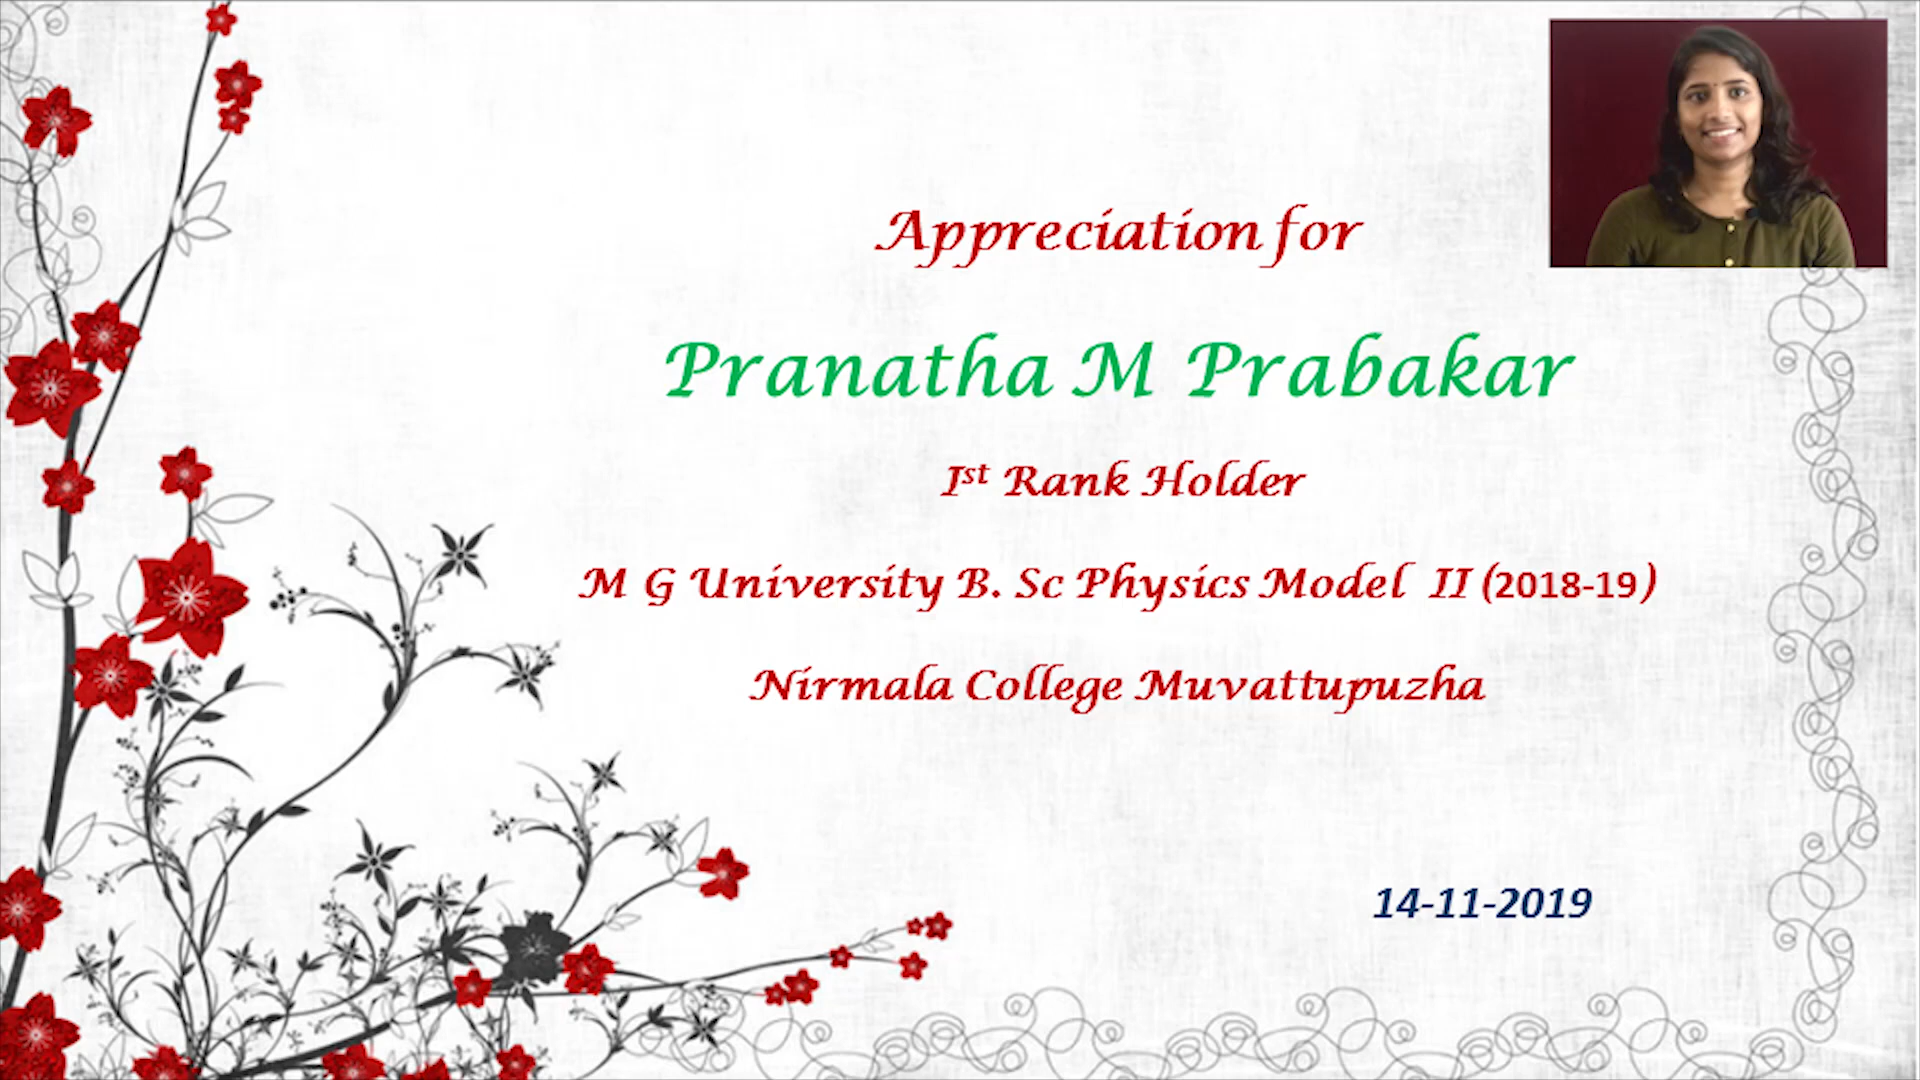 Appreciation for
Pranatha M Prabakar
Ist Rank Holder
M G University B. Sc Physics Model II (2018-19)
Nirmala College Muvattupuzha
14-11-2019